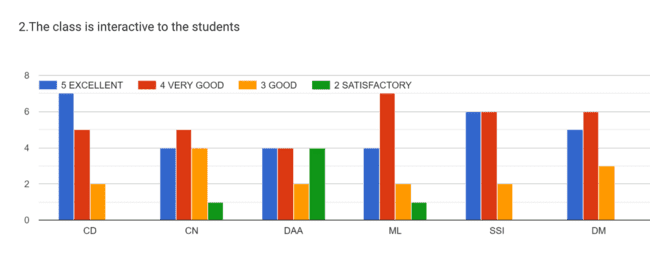 2.The class is interactive to the students
8
5 EXCELLENT 4 VERY GOOD 3 GOOD 2 SATISFACTORY
6
4
2
0
CD CN DAA ML SSI DM